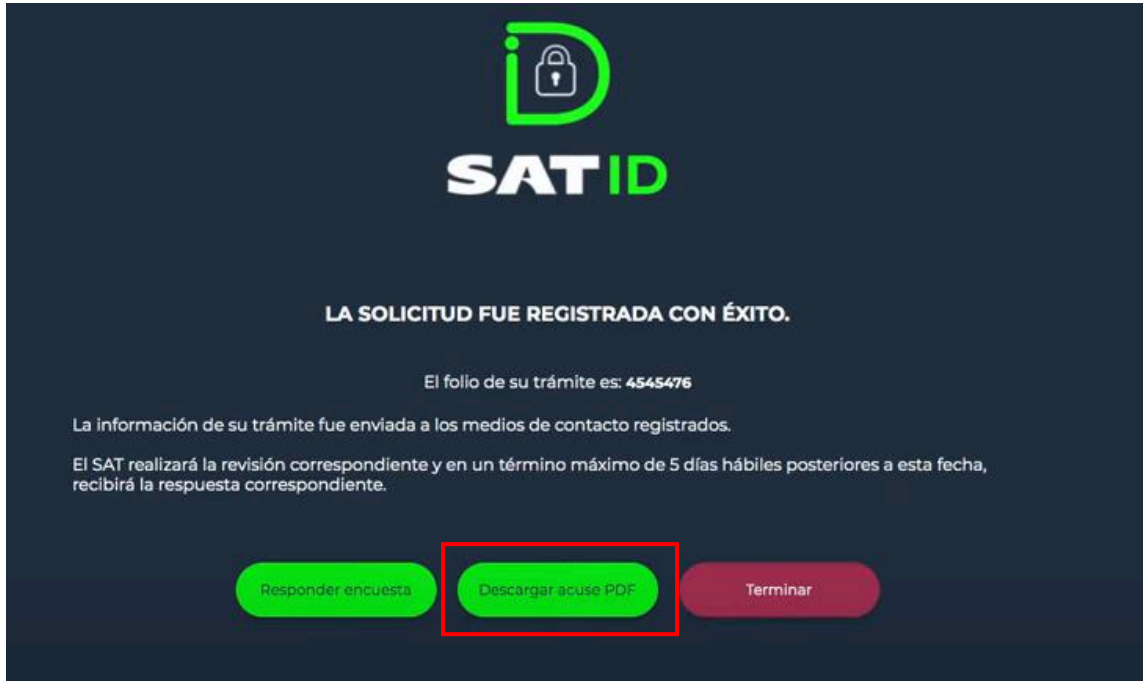 iD
SAT ID
LA SOLICITUD FUE REGISTRADA CON ÉXITO.
El folio de su trámite es: 4545476
La información de su trámite fue enviada a los medios de contacto registrados.
El SAT realizará la revisión correspondiente y en un término máximo de 5 días hábiles posteriores a esta fecha,
recibirá la respuesta correspondiente.
Responder encuesta Descargar acuse PDF Terminar